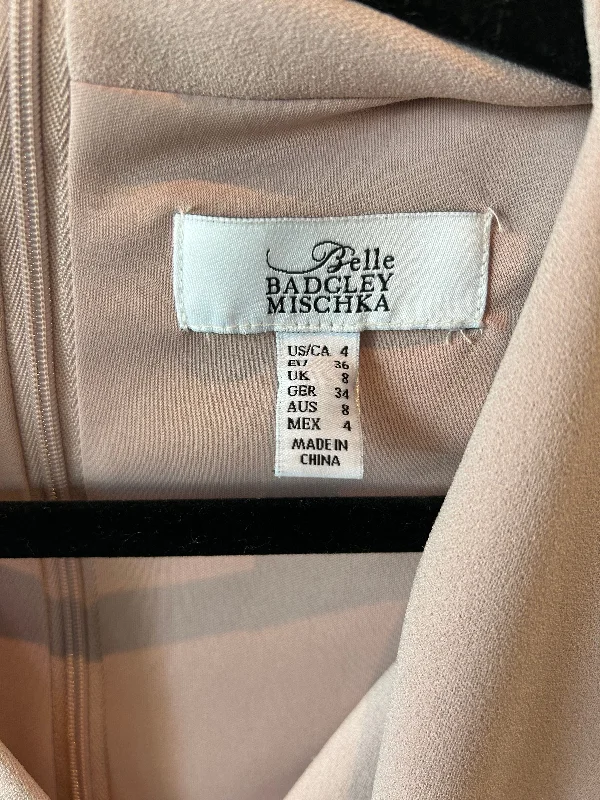 Belle
BADGLEY
MISCHKA
US/CA 4
EU 36
UK 8
GER 34
AUS 8
MEX 4
MADE IN
CHINA